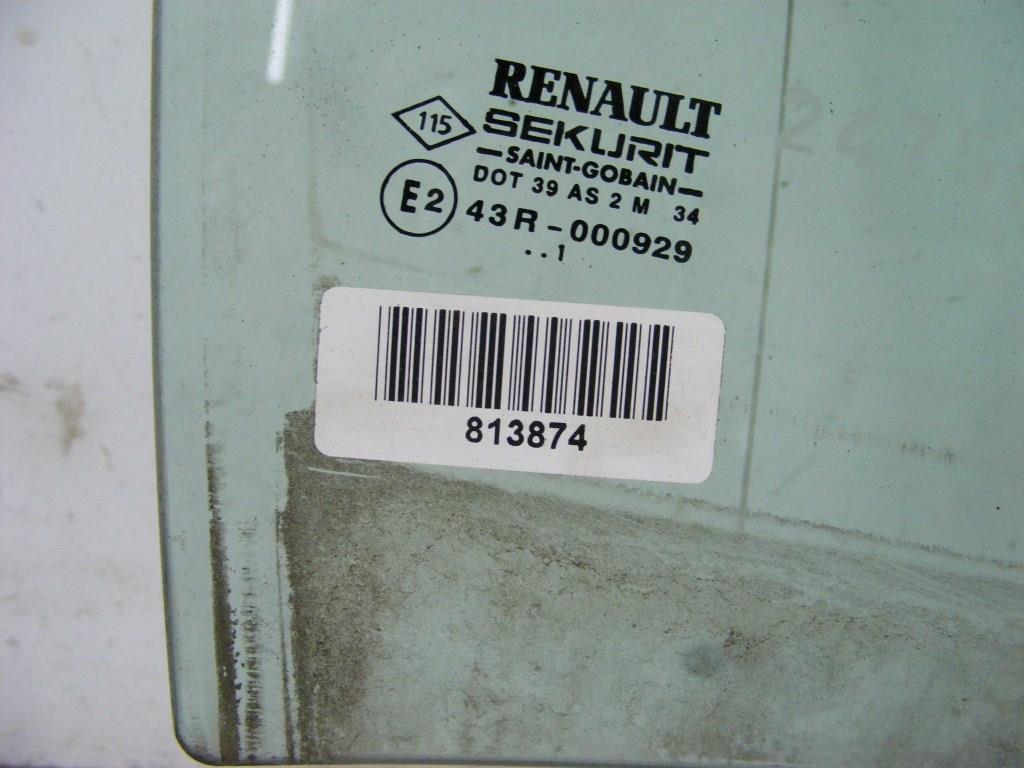 RENAULT
115
SEKURIT
SAINT-GOBAIN
DOT 39 AS 2 M 34
E2 43R-000929
..1
813874